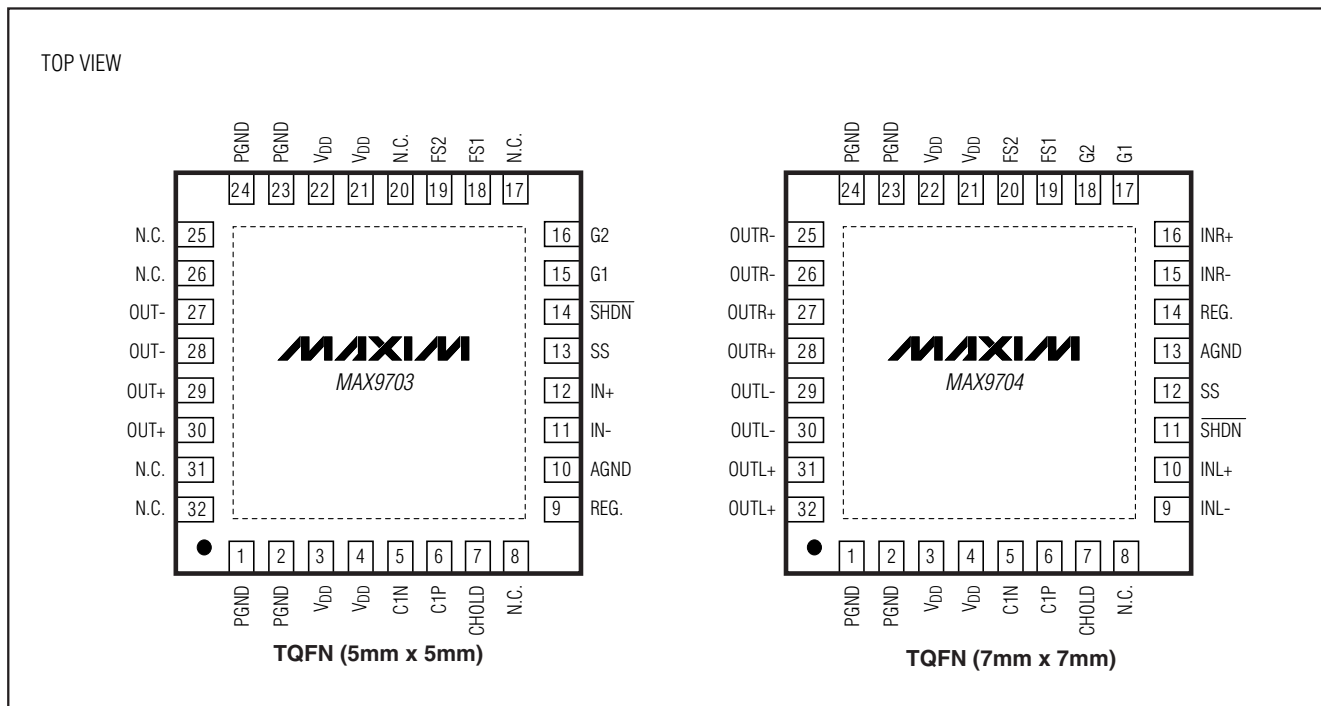 TOP VIEW
PGND PGND VDD VDD N.C. FS2 FS1 N.C.
24 23 22 21 20 19 18 17
N.C. 25 16 G2
N.C. 26 15 G1
OUT- 27 14 SHDN
OUT- 28 13 SS
OUT+ 29 12 IN+
OUT+ 30 11 IN-
N.C. 31 10 AGND
N.C. 32 9 REG.
MAXIM
MAX9703
1 2 3 4 5 6 7 8
PGND PGND VDD VDD C1N C1P CHOLD N.C.
TQFN (5mm x 5mm)
PGND PGND VDD VDD FS2 FS1 G2 G1
24 23 22 21 20 19 18 17
OUTR- 25 16 INR+
OUTR- 26 15 INR-
OUTR+ 27 14 REG.
OUTR+ 28 13 AGND
OUTL- 29 12 SS
OUTL- 30 11 SHDN
OUTL+ 31 10 INL+
OUTL+ 32 9 INL-
MAXIM
MAX9704
1 2 3 4 5 6 7 8
PGND PGND VDD VDD C1N C1P CHOLD N.C.
TQFN (7mm x 7mm)